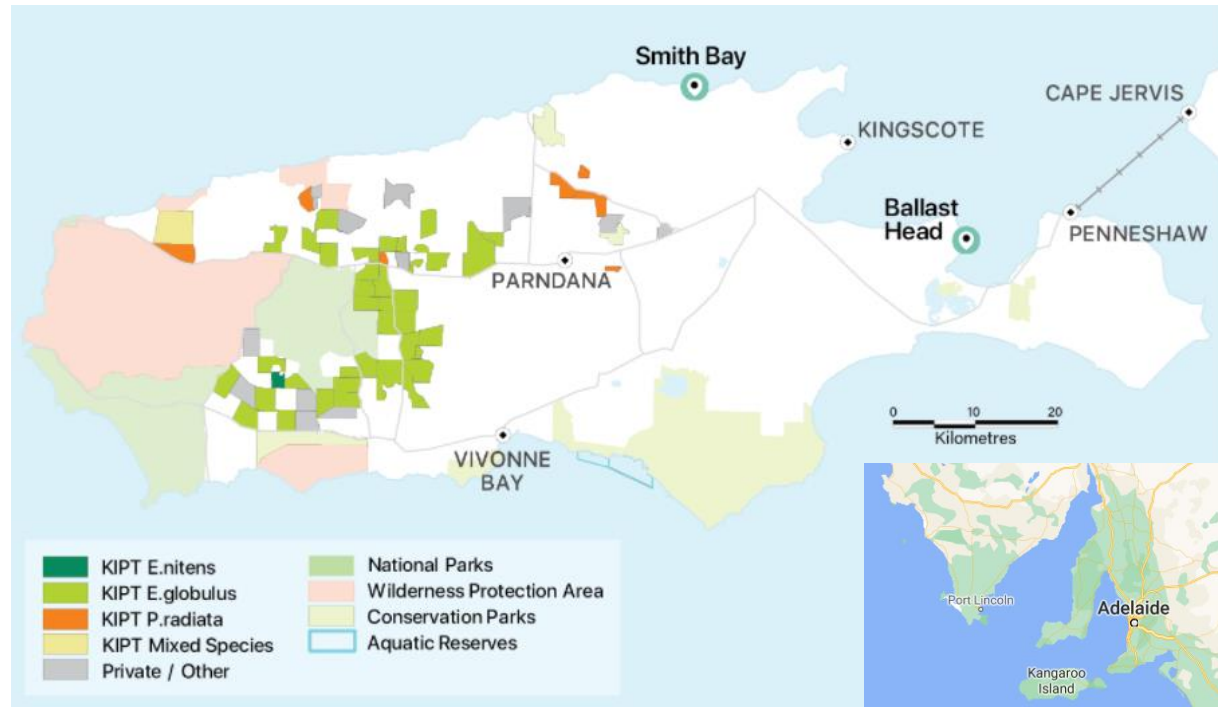 Smith Bay
CAPE JERVIS
KINGSCOTE
Ballast
Head
PENNESHAW
PARNDANA
0 10 20
Kilometres
VIVONNE
BAY
KIPT E.nitens
KIPT E.globulus
KIPT P.radiata
KIPT Mixed Species
Private / Other
National Parks
Wilderness Protection Area
Conservation Parks
Aquatic Reserves
Port Lincoln
Adelaide
Kangaroo
Island